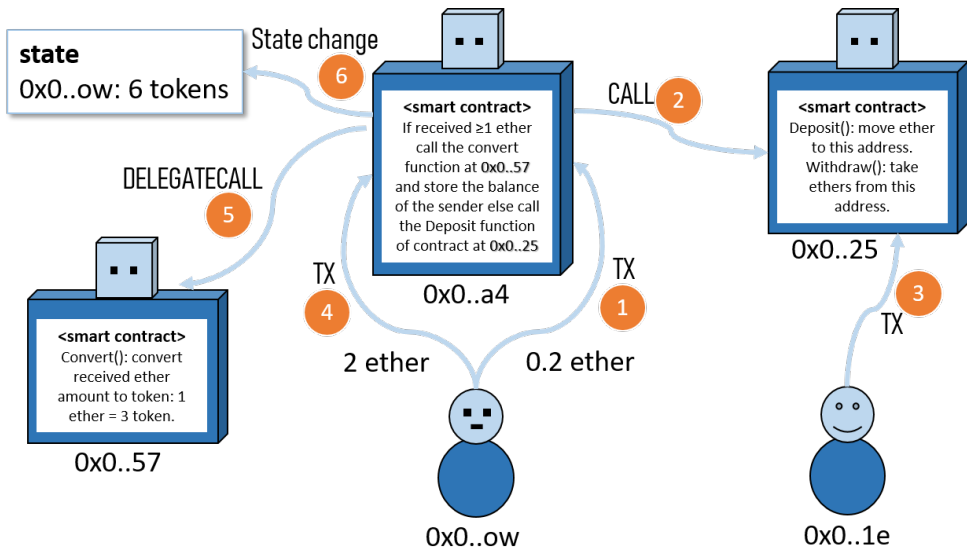 state
0x0..ow: 6 tokens
State change
6
<smart contract>
If received ≥1 ether
call the convert
function at 0x0..57
and store the balance
of the sender else call
the Deposit function
of contract at 0x0..25
0x0..a4
CALL
2
<smart contract>
Deposit(): move ether
to this address.
Withdraw(): take
ethers from this
address.
0x0..25
DELEGATECALL
5
<smart contract>
Convert(): convert
received ether
amount to token: 1
ether = 3 token.
0x0..57
TX
4
2 ether
TX
1
0.2 ether
3
TX
0x0..ow
0x0..1e